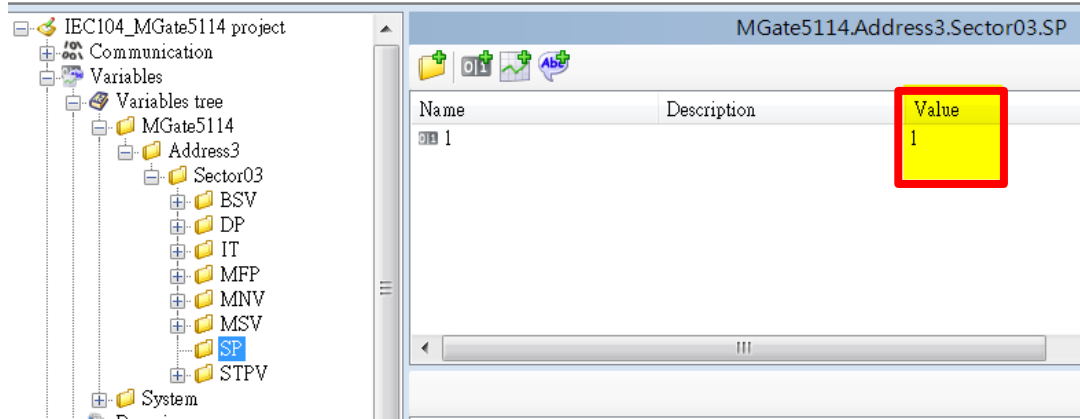 IEC104_MGate5114 project
Communication
Variables
Variables tree
MGate5114
Address3
Sector03
BSV
DP
IT
MFP
MNV
MSV
SP
STPV
System
MGate5114.Address3.Sector03.SP
Name Description Value
1 1